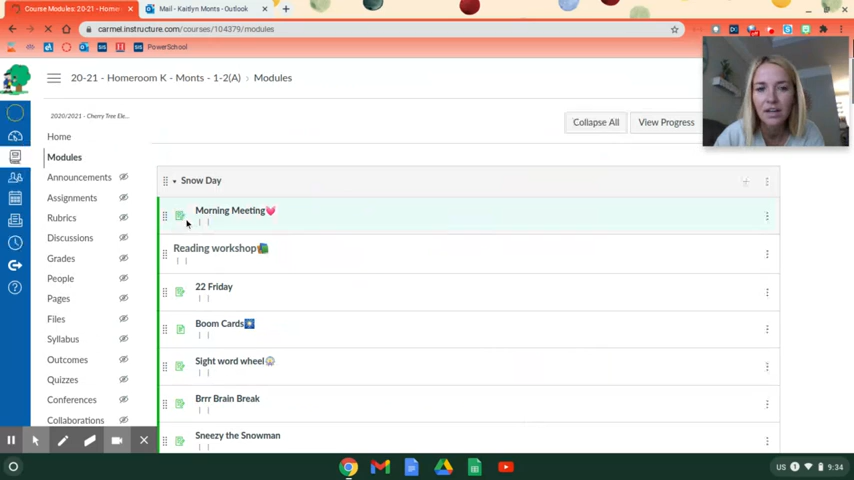 Course Modules: 20-21 - Homeroo
Mail - Kaitlyn Monts - Outlook
carmel.instructure.com/courses/104379/modules
SIS
SIS
PowerSchool
20-21 - Homeroom K - Monts - 1-2(A) › Modules
2020/2021 - Cherry Tree Ele...
Home
Modules
Announcements
Assignments
Rubrics
Discussions
Grades
People
Pages
Files
Syllabus
Outcomes
Quizzes
Conferences
Collaborations
Collapse All
View Progress
Snow Day
Morning Meeting💗
Reading workshop📚
22 Friday
Boom Cards
Sight word wheel🎡
Brrr Brain Break
Sneezy the Snowman
US
9:34